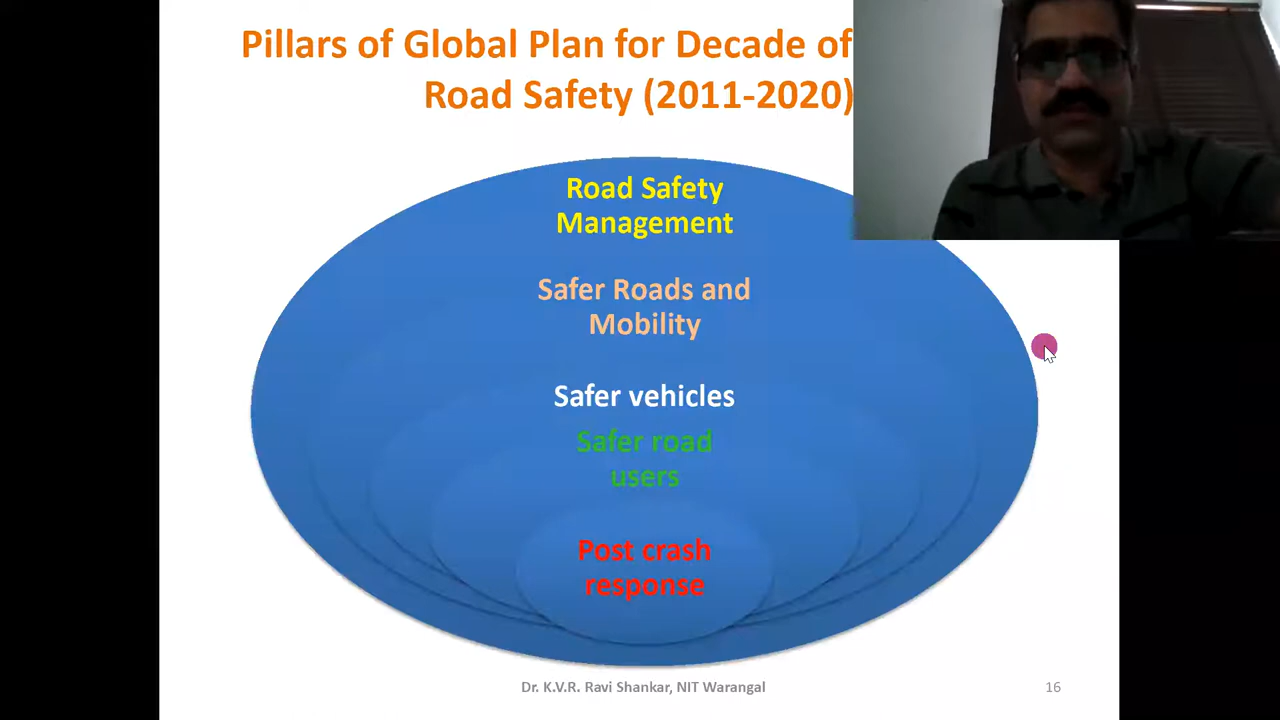 Pillars of Global Plan for Decade of
Road Safety (2011-2020)
Road Safety
Management
Safer Roads and
Mobility
Safer vehicles
Safer road
users
Post crash
response
Dr. K.V.R. Ravi Shankar, NIT Warangal
16